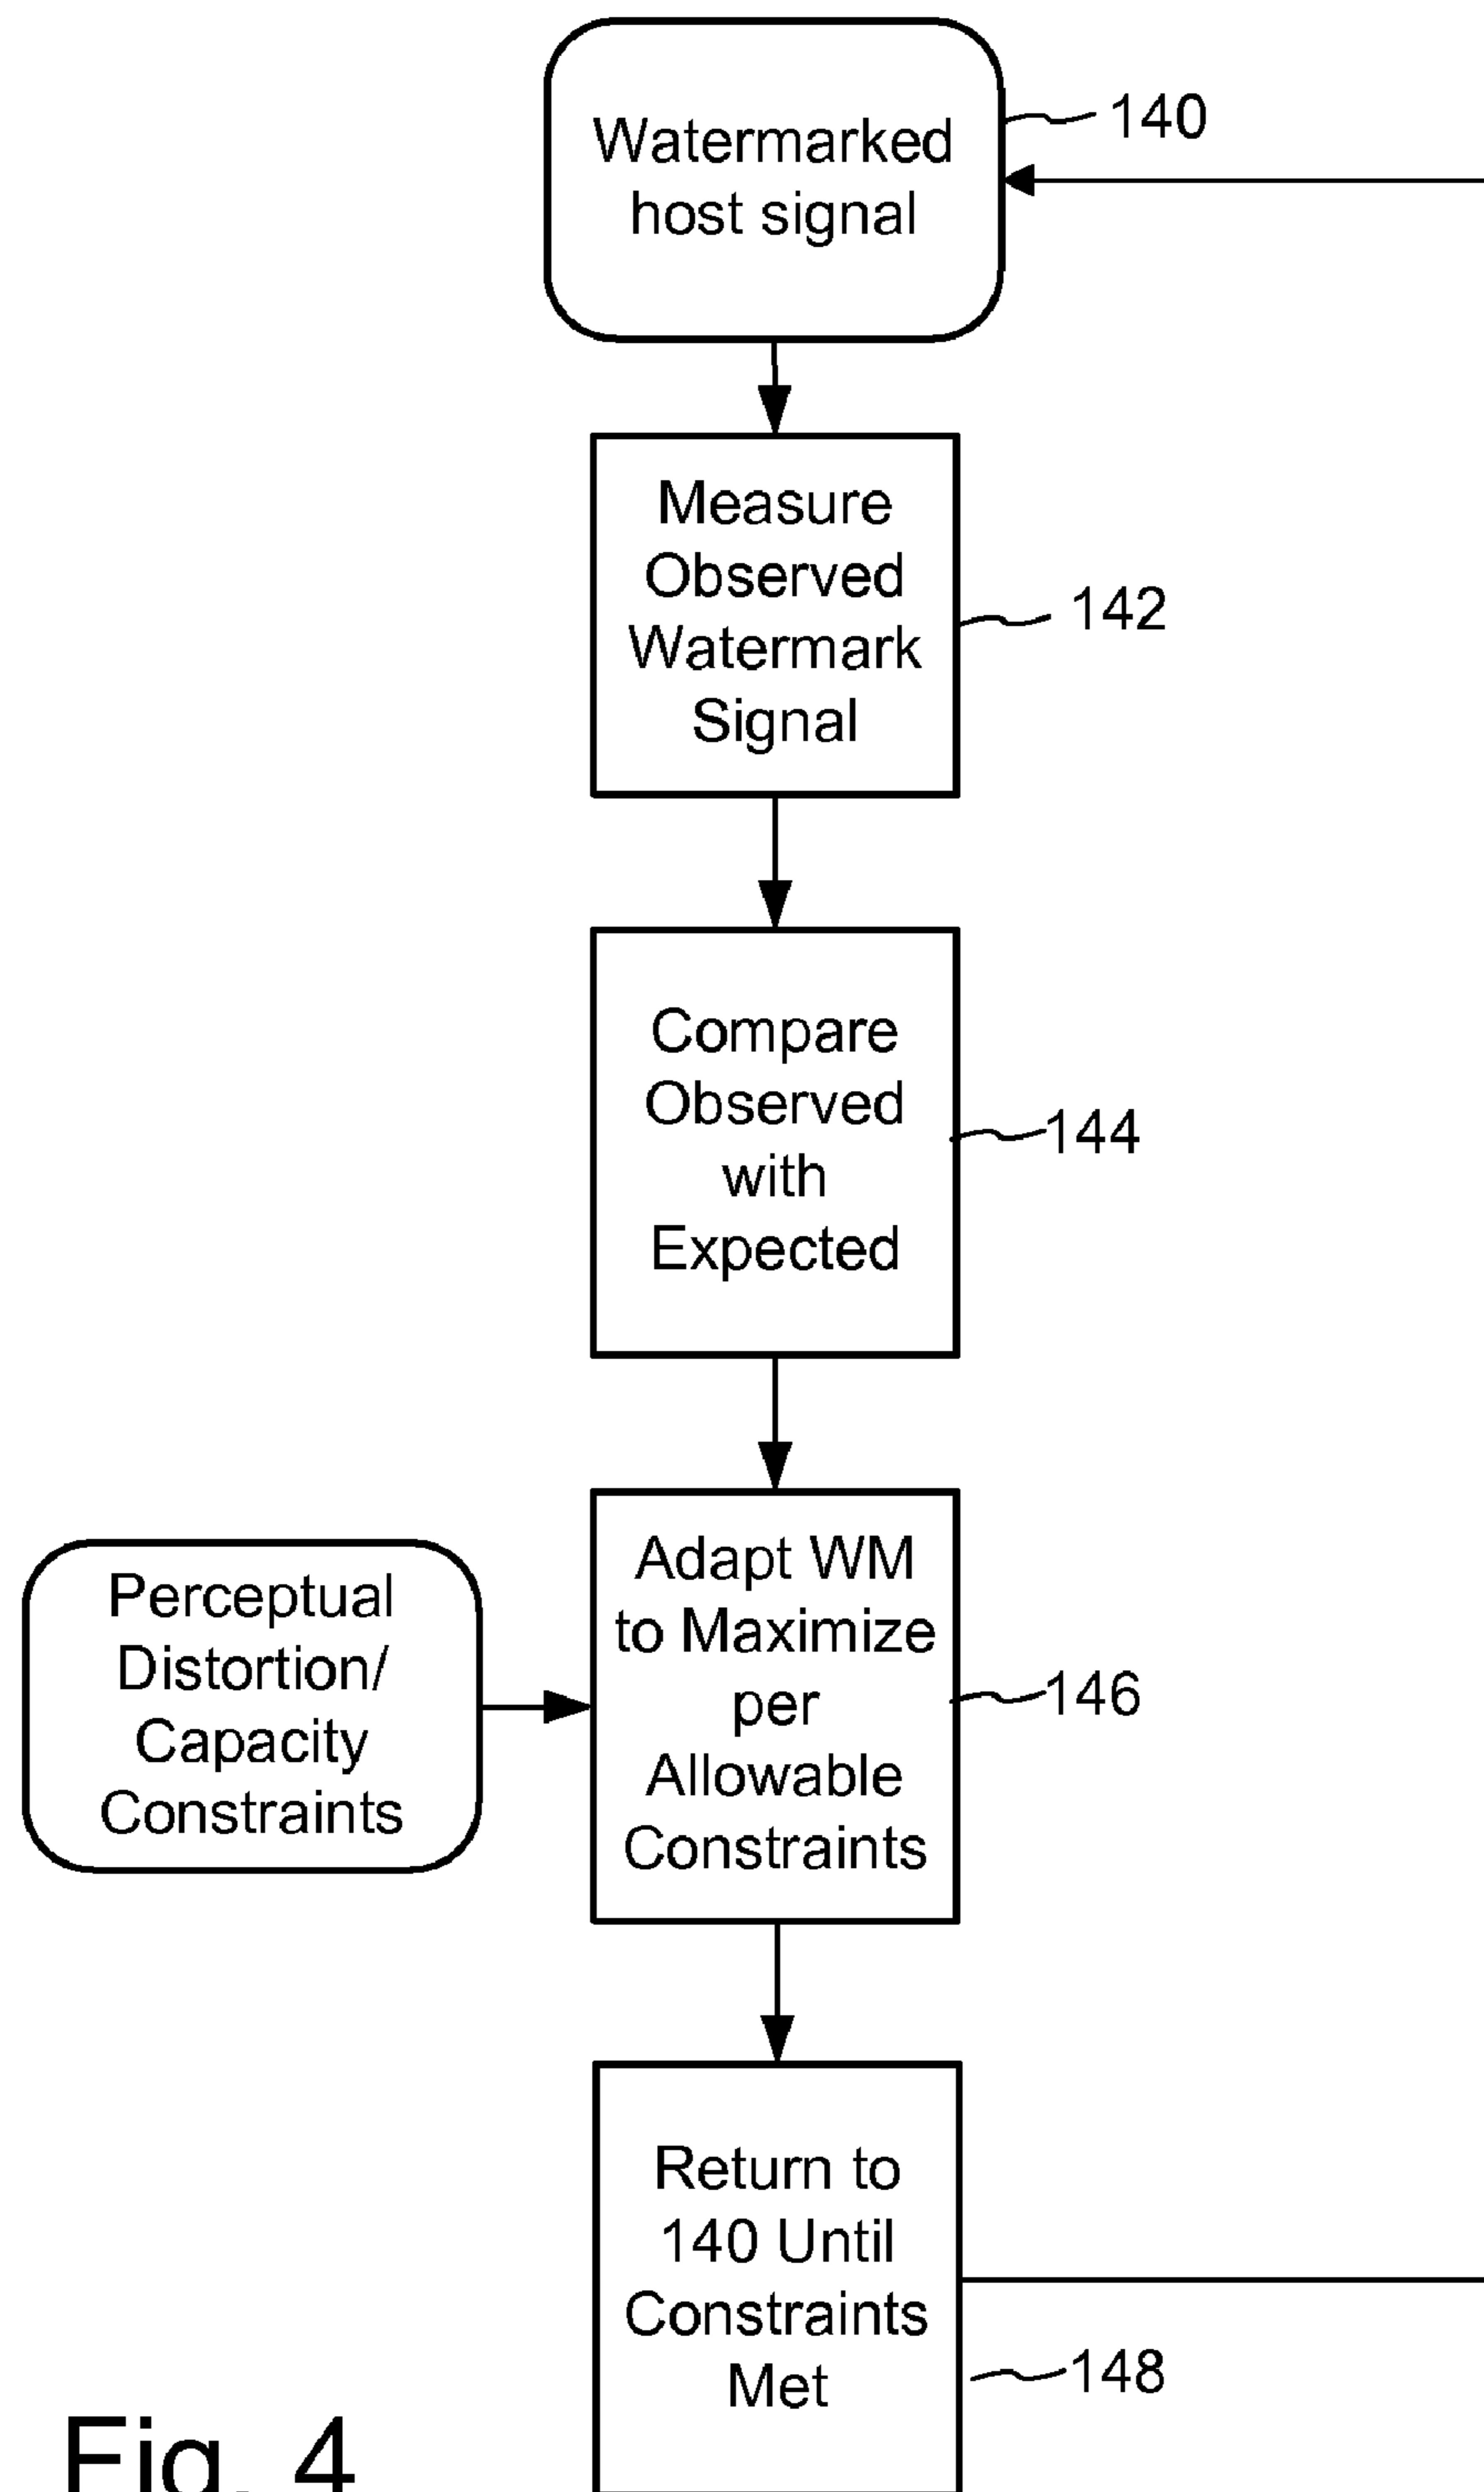 Watermarked
host signal
140
Measure
Observed
Watermark
Signal
142
Compare
Observed
with
Expected
144
Perceptual
Distortion/
Capacity
Constraints
Adapt WM
to Maximize
per
Allowable
Constraints
146
Return to
140 Until
Constraints
Met
148
Fig. 4